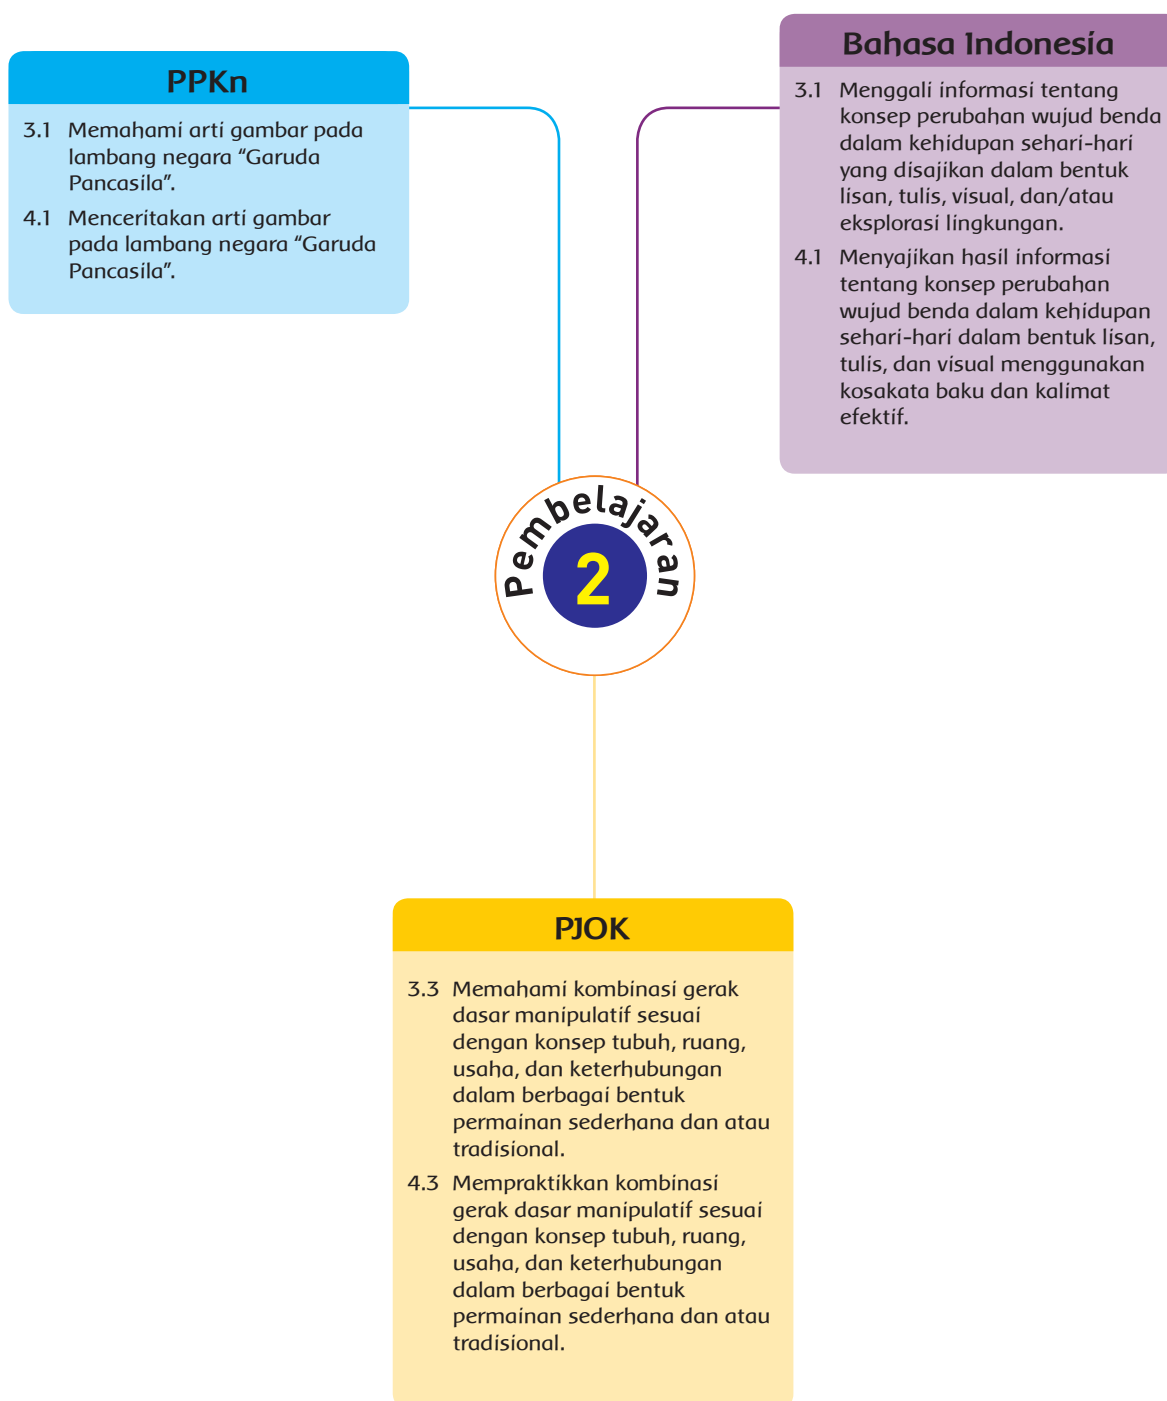 PPKn
3.1 Memahami arti gambar pada
lambang negara “Garuda
Pancasila”.
4.1 Menceritakan arti gambar
pada lambang negara “Garuda
Pancasila”.
Bahasa Indonesia
3.1 Menggali informasi tentang
konsep perubahan wujud benda
dalam kehidupan sehari-hari
yang disajikan dalam bentuk
lisan, tulis, visual, dan/atau
eksplorasi lingkungan.
4.1 Menyajikan hasil informasi
tentang konsep perubahan
wujud benda dalam kehidupan
sehari-hari dalam bentuk lisan,
tulis, dan visual menggunakan
kosakata baku dan kalimat
efektif.
Pembelajaran
2
PJOK
3.3 Memahami kombinasi gerak
dasar manipulatif sesuai
dengan konsep tubuh, ruang,
usaha, dan keterhubungan
dalam berbagai bentuk
permainan sederhana dan atau
tradisional.
4.3 Mempraktikkan kombinasi
gerak dasar manipulatif sesuai
dengan konsep tubuh, ruang,
usaha, dan keterhubungan
dalam berbagai bentuk
permainan sederhana dan atau
tradisional.